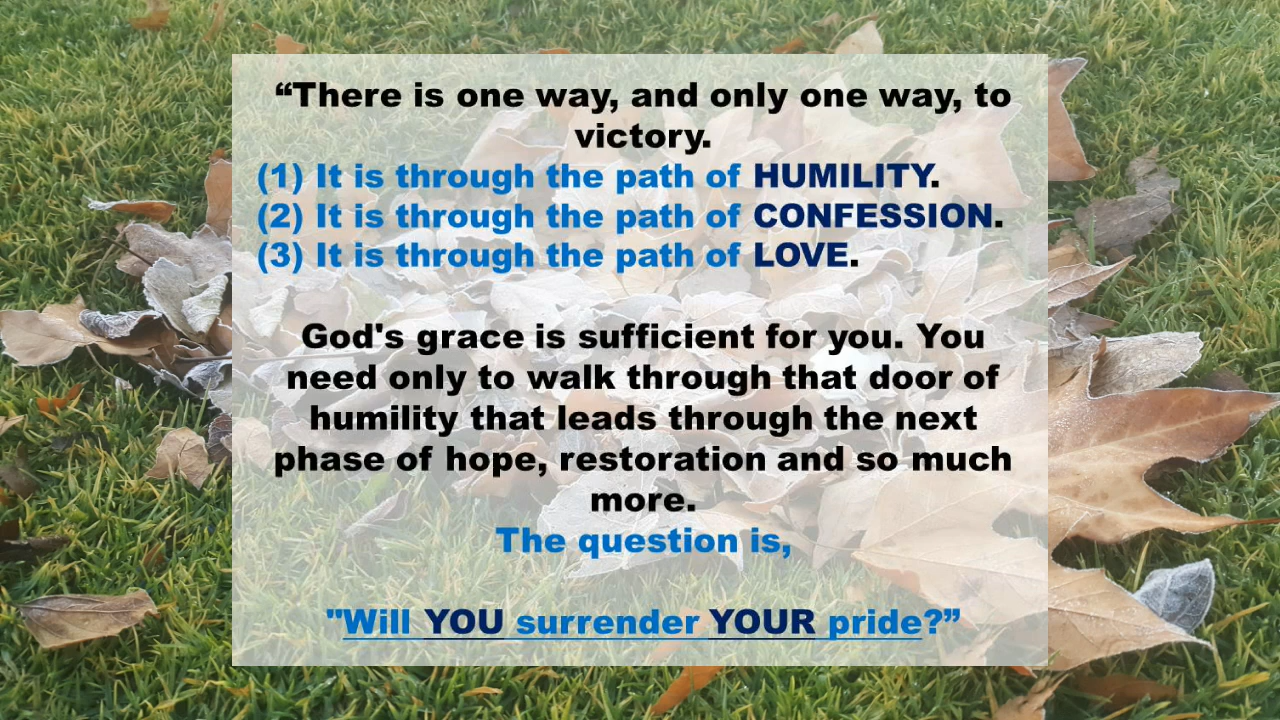 “There is one way, and only one way, to
victory.
(1) It is through the path of HUMILITY.
(2) It is through the path of CONFESSION.
(3) It is through the path of LOVE.
God's grace is sufficient for you. You
need only to walk through that door of
humility that leads through the next
phase of hope, restoration and so much
more.
The question is,
"Will YOU surrender YOUR pride?”